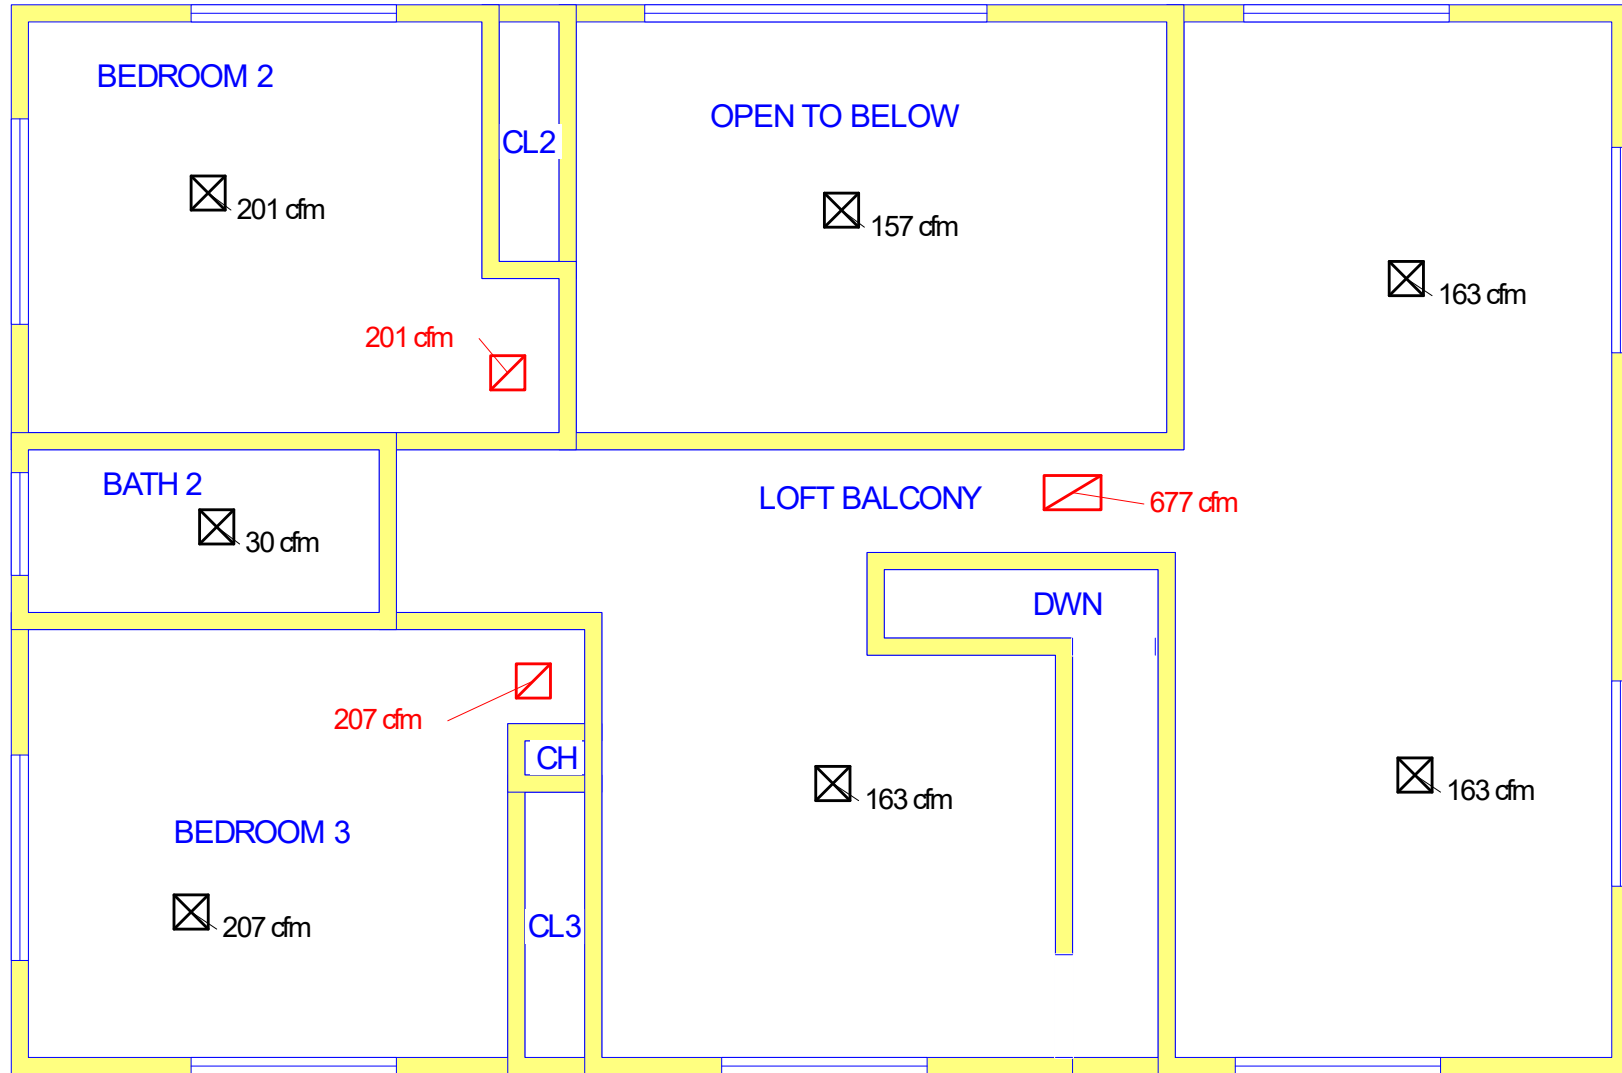 BEDROOM 2
OPEN TO BELOW
CL2
201 cfm
157 cfm
163 cfm
201 cfm
BATH 2
LOFT BALCONY
677 cfm
30 cfm
DWN
207 cfm
CH
163 cfm
163 cfm
BEDROOM 3
207 cfm
CL3